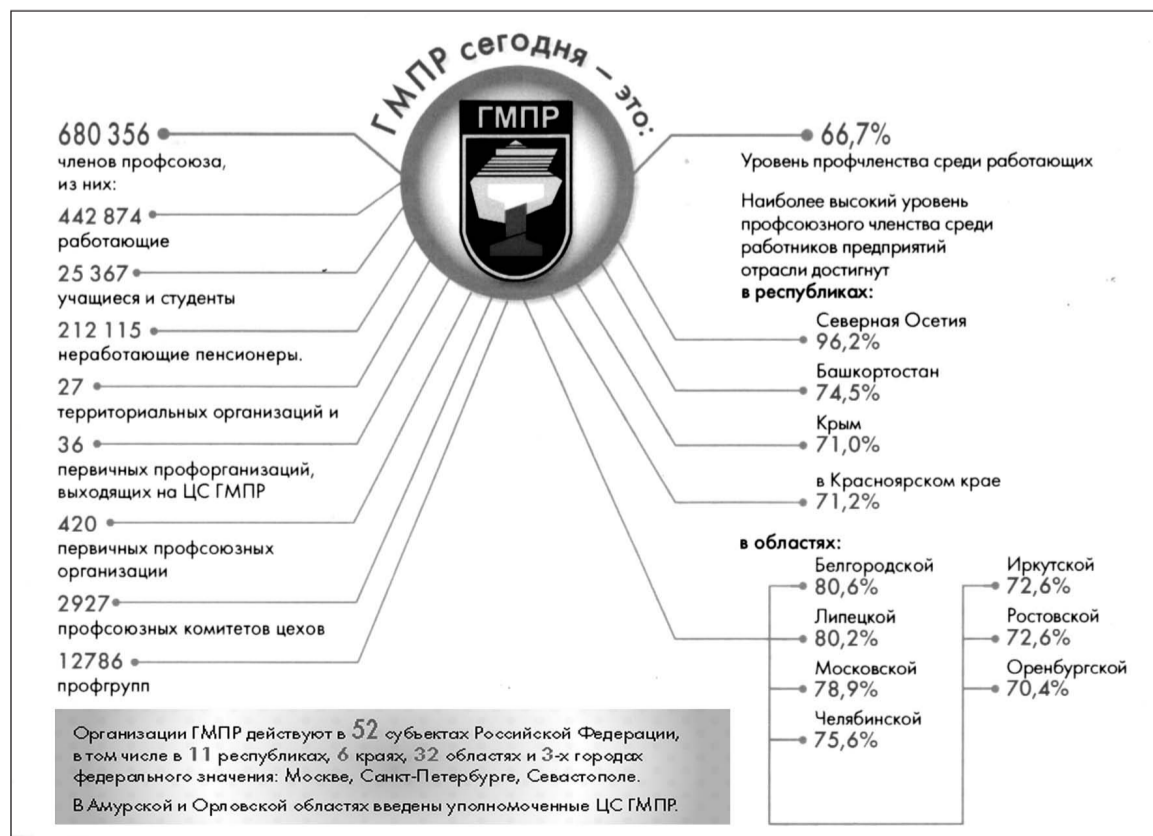 ГМПР сегодня – это:
ГМПР
680 356
членов профсоюза,
из них:
442 874
работающие
25 367
учащиеся и студенты
212 115
неработающие пенсионеры.
27
территориальных организаций и
36
первичных профорганизаций,
выходящих на ЦС ГМПР
420
первичных профсоюзных
организации
2927
профсоюзных комитетов цехов
12786
профгрупп
66,7%
Уровень профчленства среди работающих
Наиболее высокий уровень
профсоюзного членства среди
работников предприятий
отрасли достигнут
в республиках:
Северная Осетия
96,2%
Башкортостан
74,5%
Крым
71,0%
в Красноярском крае
71,2%
в областях:
Белгородской
80,6%
Липецкой
80,2%
Московской
78,9%
Челябинской
75,6%
Иркутской
72,6%
Ростовской
72,6%
Оренбургской
70,4%
Организации ГМПР действуют в 52 субъектах Российской Федерации,
в том числе в 11 республиках, 6 краях, 32 областях и 3-х городах
федерального значения: Москве, Санкт-Петербурге, Севастополе.
В Амурской и Орловской областях введены уполномоченные ЦС ГМПР.